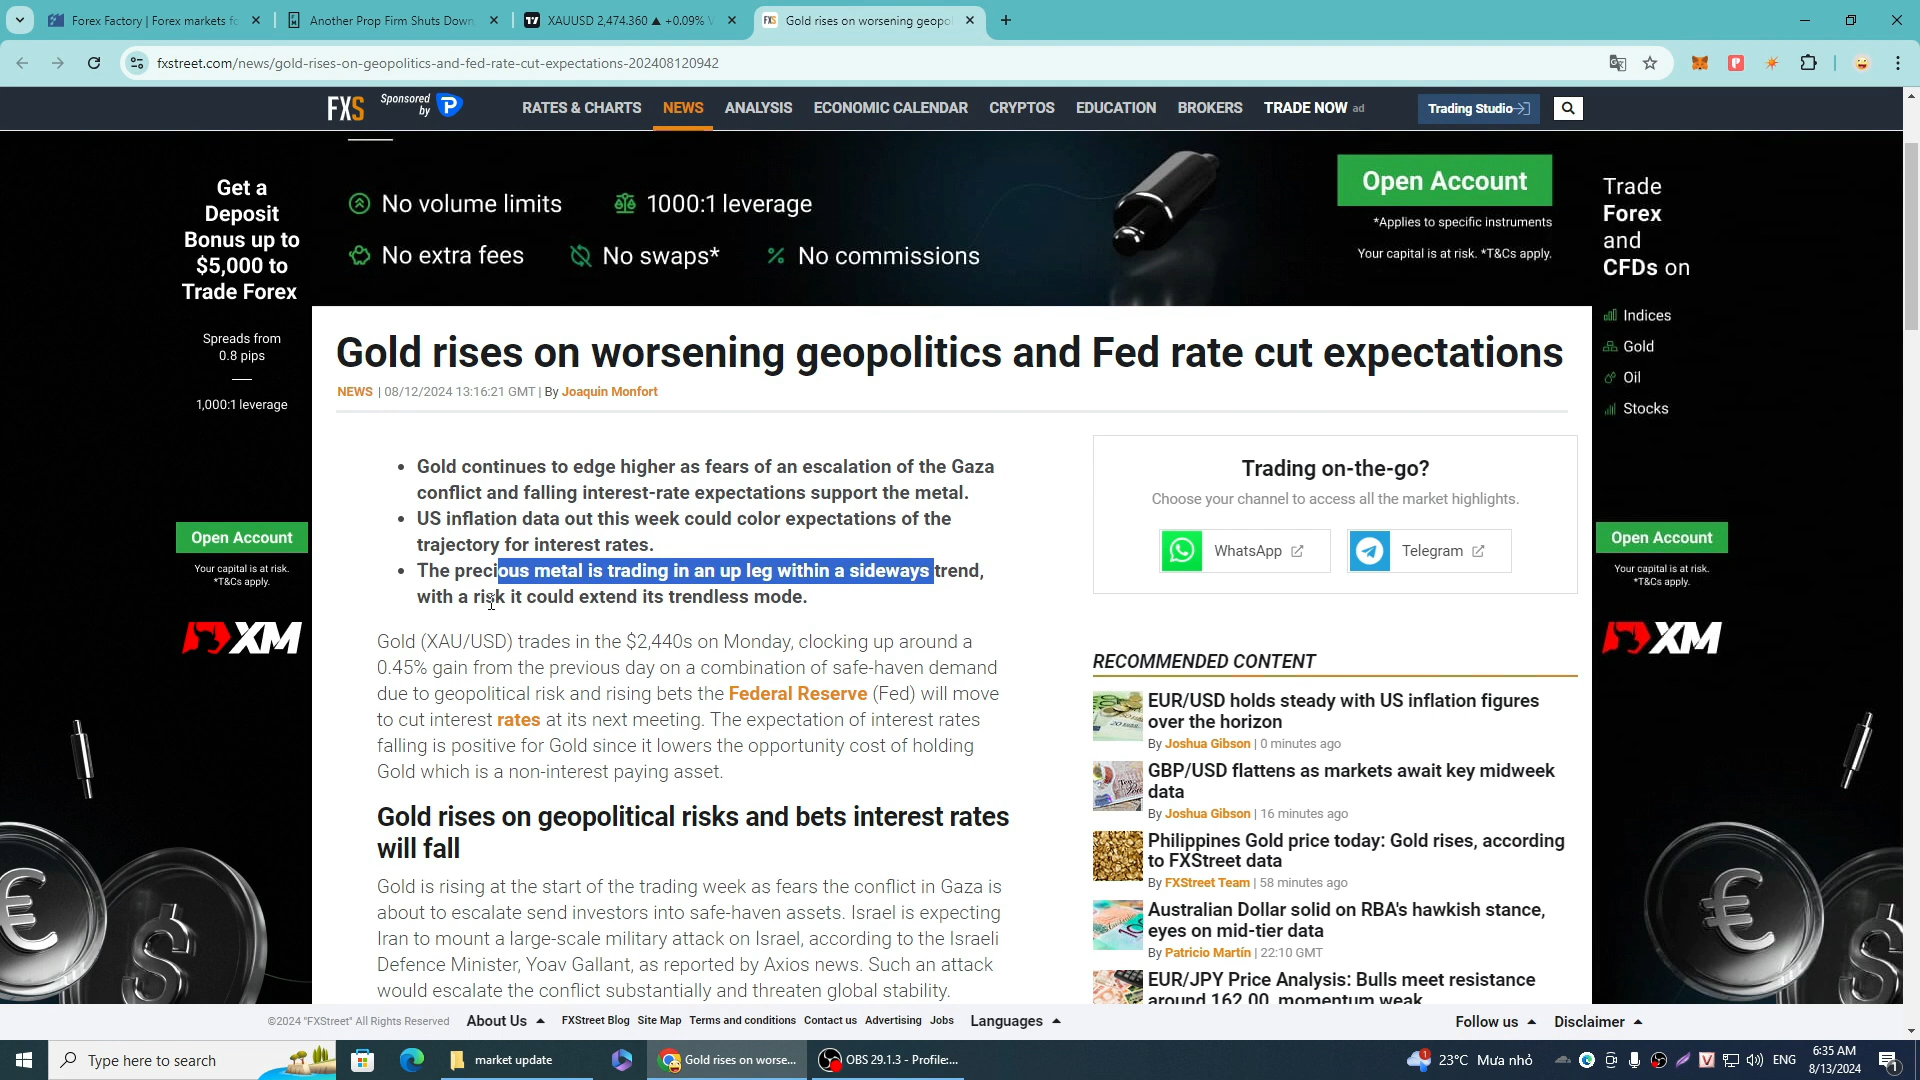 Forex Factory | Forex markets fo
Another Prop Firm Shuts Down
XAUUSD 2,474.360 ▲ +0.09% V
Gold rises on worsening geopol
fxstreet.com/news/gold-rises-on-geopolitics-and-fed-rate-cut-expectations-202408120942
FXS
Sponsored by
RATES & CHARTS
NEWS
ANALYSIS
ECONOMIC CALENDAR
CRYPTOS
EDUCATION
BROKERS
TRADE NOW ad
Trading Studio
Get a
Deposit
Bonus up to
$5,000 to
Trade Forex
Spreads from
0.8 pips
1,000:1 leverage
Open Account
Your capital is at risk.
*T&Cs apply.
XM
No volume limits
1000:1 leverage
No extra fees
No swaps*
No commissions
Open Account
*Applies to specific instruments
Your capital is at risk. *T&Cs apply.
Trade
Forex
and
CFDs on
Indices
Gold
Oil
Stocks
Open Account
Your capital is at risk.
*T&Cs apply.
XM
Gold rises on worsening geopolitics and Fed rate cut expectations
NEWS | 08/12/2024 13:16:21 GMT | By Joaquin Monfort
• Gold continues to edge higher as fears of an escalation of the Gaza
conflict and falling interest-rate expectations support the metal.
• US inflation data out this week could color expectations of the
trajectory for interest rates.
• The precious metal is trading in an up leg within a sideways trend,
with a risk it could extend its trendless mode.
Gold (XAU/USD) trades in the $2,440s on Monday, clocking up around a
0.45% gain from the previous day on a combination of safe-haven demand
due to geopolitical risk and rising bets the Federal Reserve (Fed) will move
to cut interest rates at its next meeting. The expectation of interest rates
falling is positive for Gold since it lowers the opportunity cost of holding
Gold which is a non-interest paying asset.
Gold rises on geopolitical risks and bets interest rates
will fall
Gold is rising at the start of the trading week as fears the conflict in Gaza is
about to escalate send investors into safe-haven assets. Israel is expecting
Iran to mount a large-scale military attack on Israel, according to the Israeli
Defence Minister, Yoav Gallant, as reported by Axios news. Such an attack
would escalate the conflict substantially and threaten global stability.
Trading on-the-go?
Choose your channel to access all the market highlights.
WhatsApp
Telegram
RECOMMENDED CONTENT
EUR/USD holds steady with US inflation figures
over the horizon
By Joshua Gibson | 0 minutes ago
GBP/USD flattens as markets await key midweek
data
By Joshua Gibson | 16 minutes ago
Philippines Gold price today: Gold rises, according
to FXStreet data
By FXStreet Team | 58 minutes ago
Australian Dollar solid on RBA's hawkish stance,
eyes on mid-tier data
By Patricio Martín | 22:10 GMT
EUR/JPY Price Analysis: Bulls meet resistance
around 162.00, momentum weak
©2024 "FXStreet" All Rights Reserved
About Us
FXStreet Blog
Site Map
Terms and conditions
Contact us
Advertising
Jobs
Languages
Follow us
Disclaimer
Type here to search
market update
Gold rises on worse...
OBS 29.1.3 - Profile:...
23°C Mưa nhỏ
ENG
6:35 AM
8/13/2024